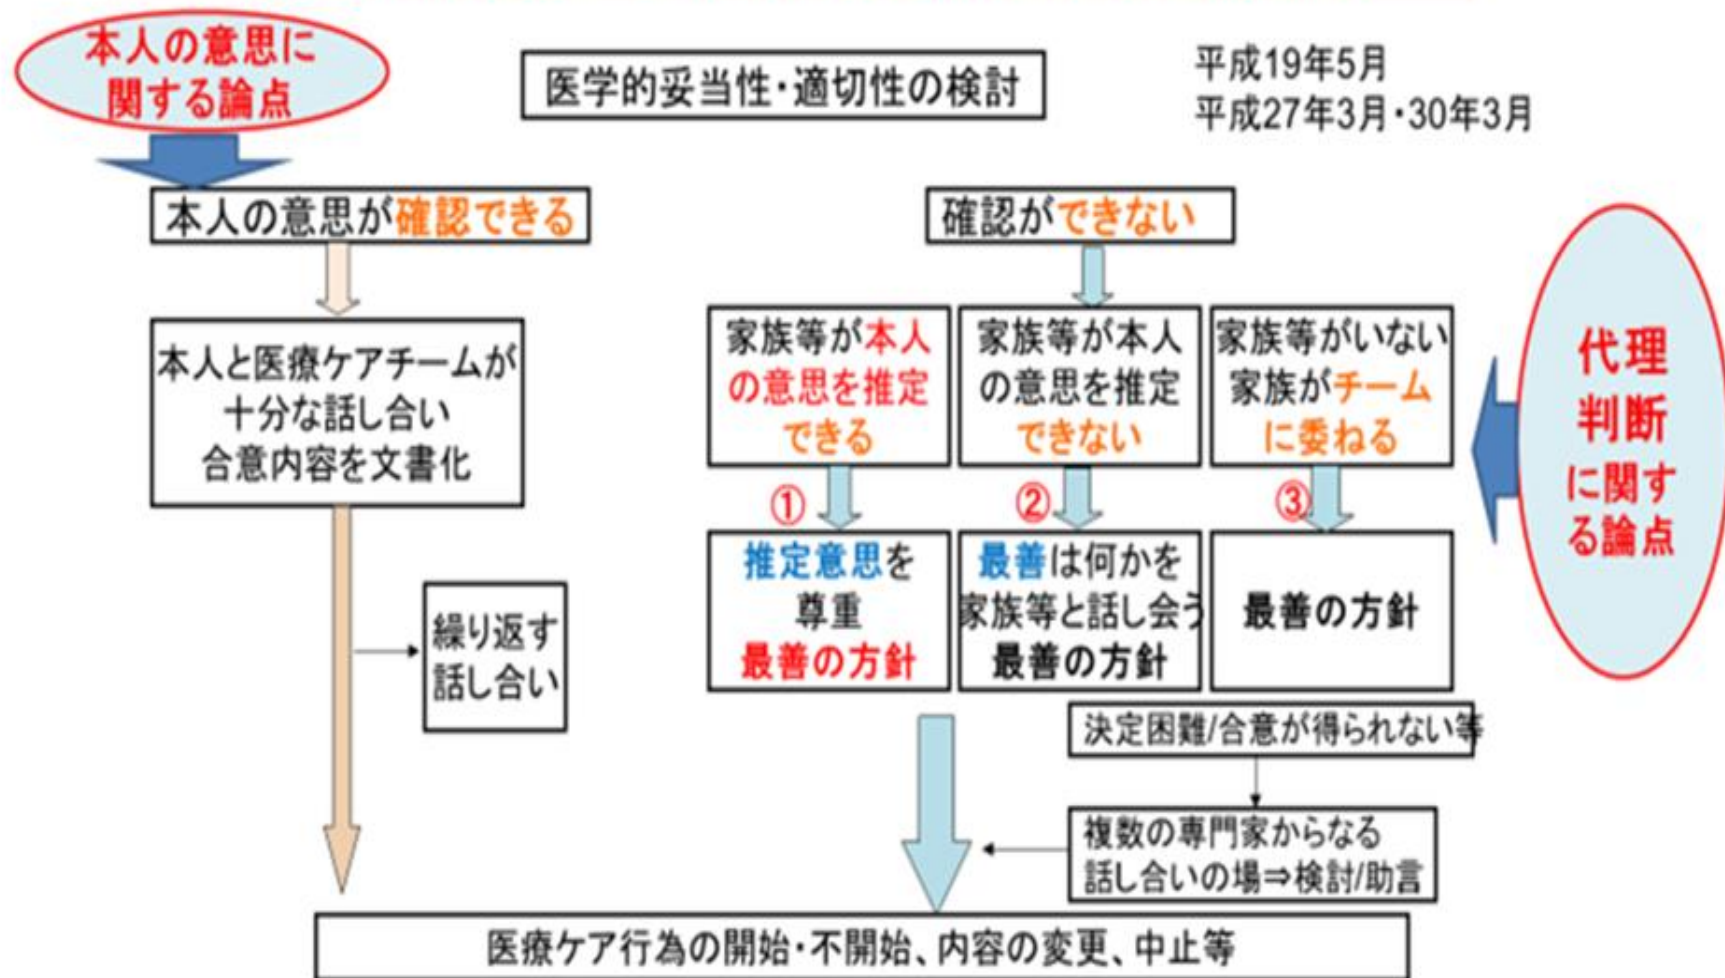 本人の意思に
関する論点
医学的妥当性・適切性の検討
平成19年5月
平成27年3月・30年3月
本人の意思が確認できる
確認ができない
本人と医療ケアチームが
十分な話し合い
合意内容を文書化
家族等が本人
の意思を推定
できる
家族等が本人
の意思を推定
できない
家族等がいない
家族がチーム
に委ねる
代理
判断
に関す
る論点
①
②
③
推定意思を
尊重
最善の方針
最善は何かを
家族等と話し会う
最善の方針
最善の方針
繰り返す
話し合い
決定困難/合意が得られない等
複数の専門家からなる
話し合いの場⇒検討/助言
医療ケア行為の開始・不開始、内容の変更、中止等